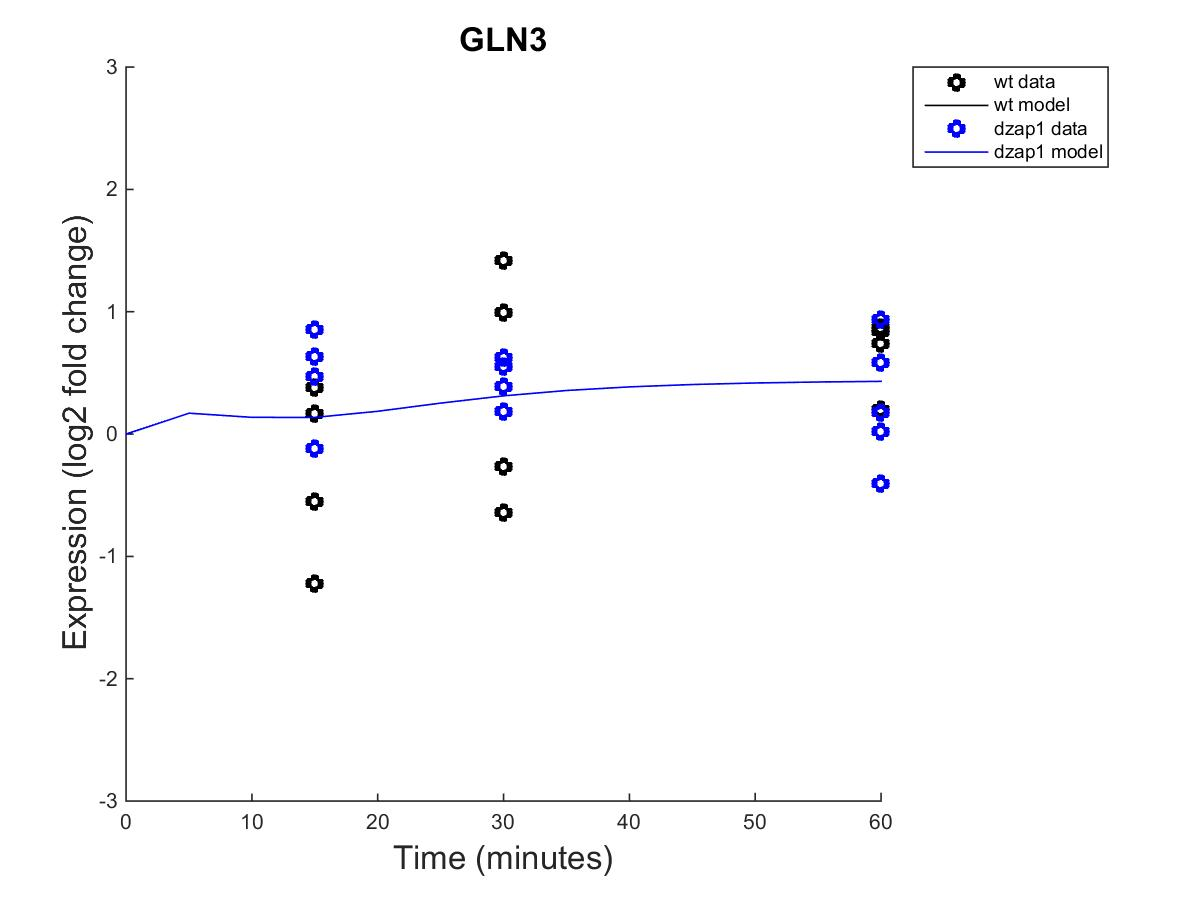 GLN3
3
2
1
0
-1
-2
-3
Expression (log2 fold change)
0 10 20 30 40 50 60
Time (minutes)
wt data
wt model
dzap1 data
dzap1 model